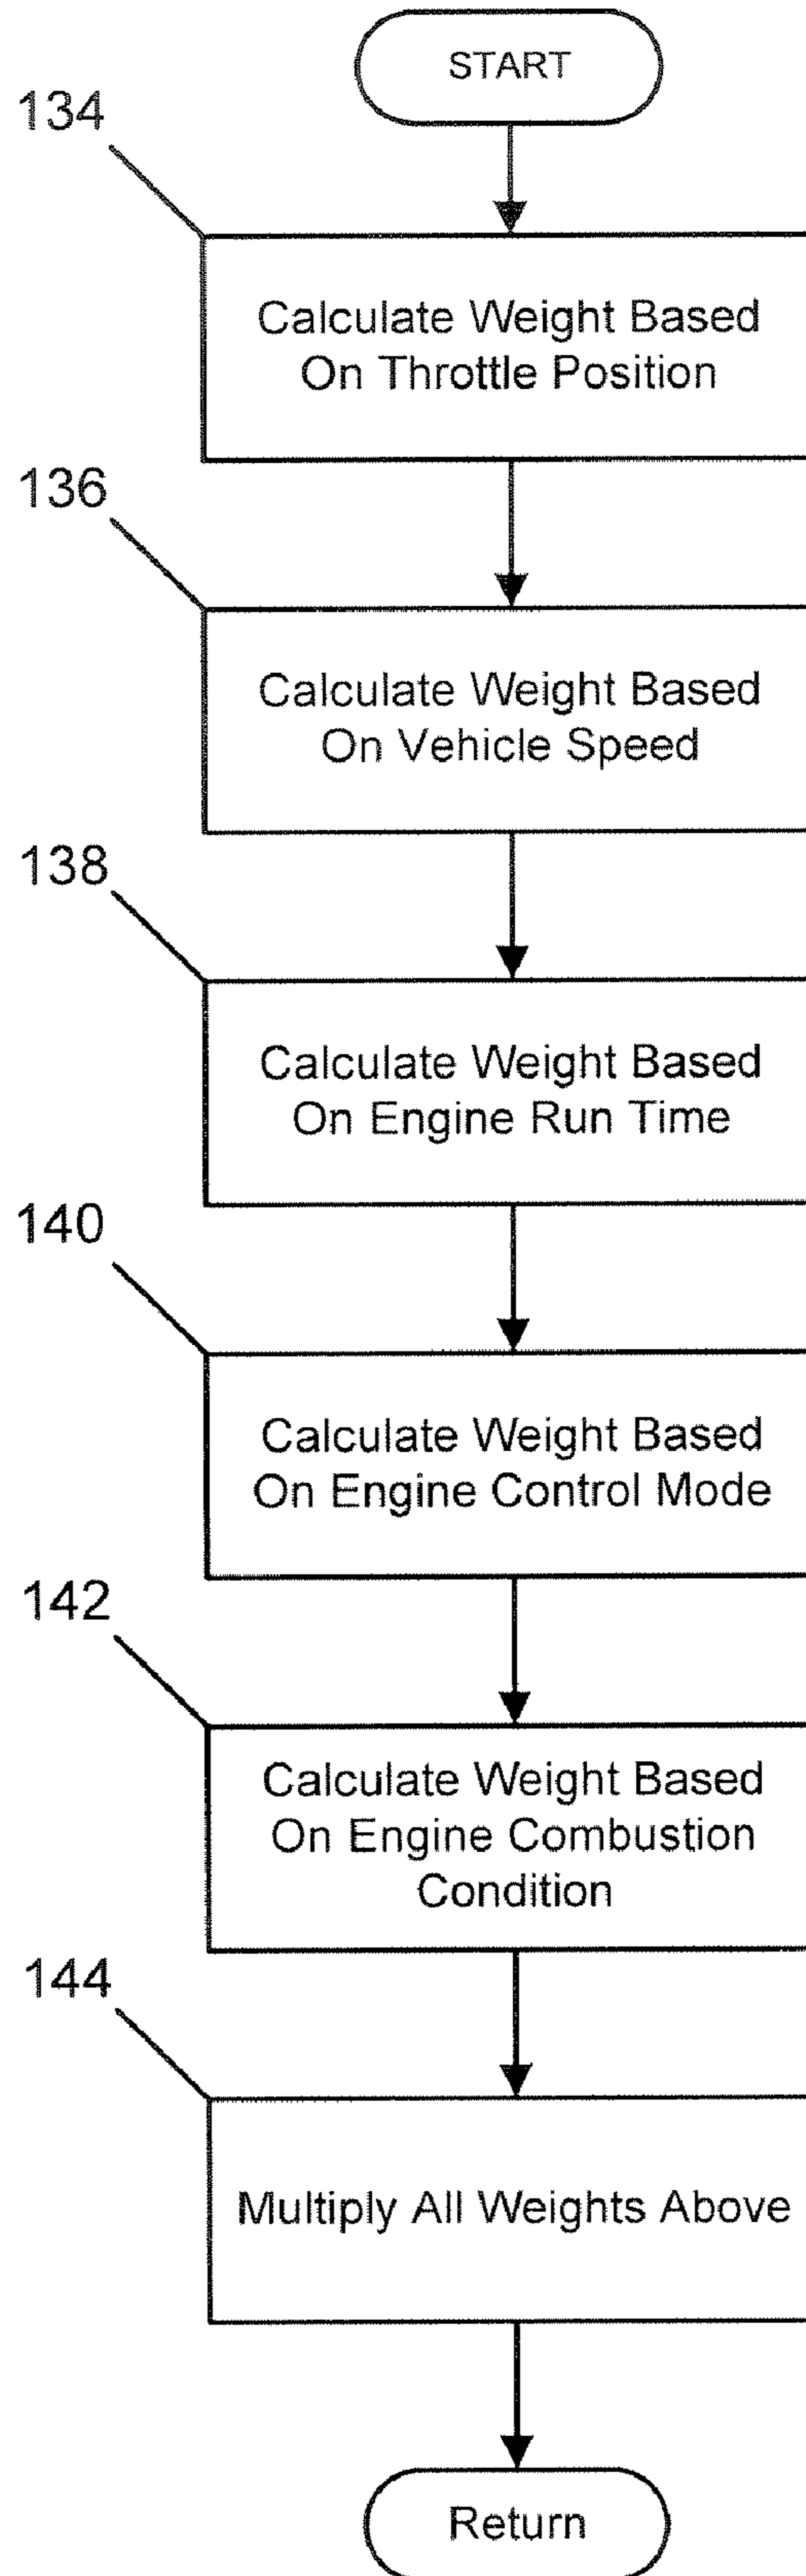 START
134
Calculate Weight Based
On Throttle Position
136
Calculate Weight Based
On Vehicle Speed
138
Calculate Weight Based
On Engine Run Time
140
Calculate Weight Based
On Engine Control Mode
142
Calculate Weight Based
On Engine Combustion
Condition
144
Multiply All Weights Above
Return